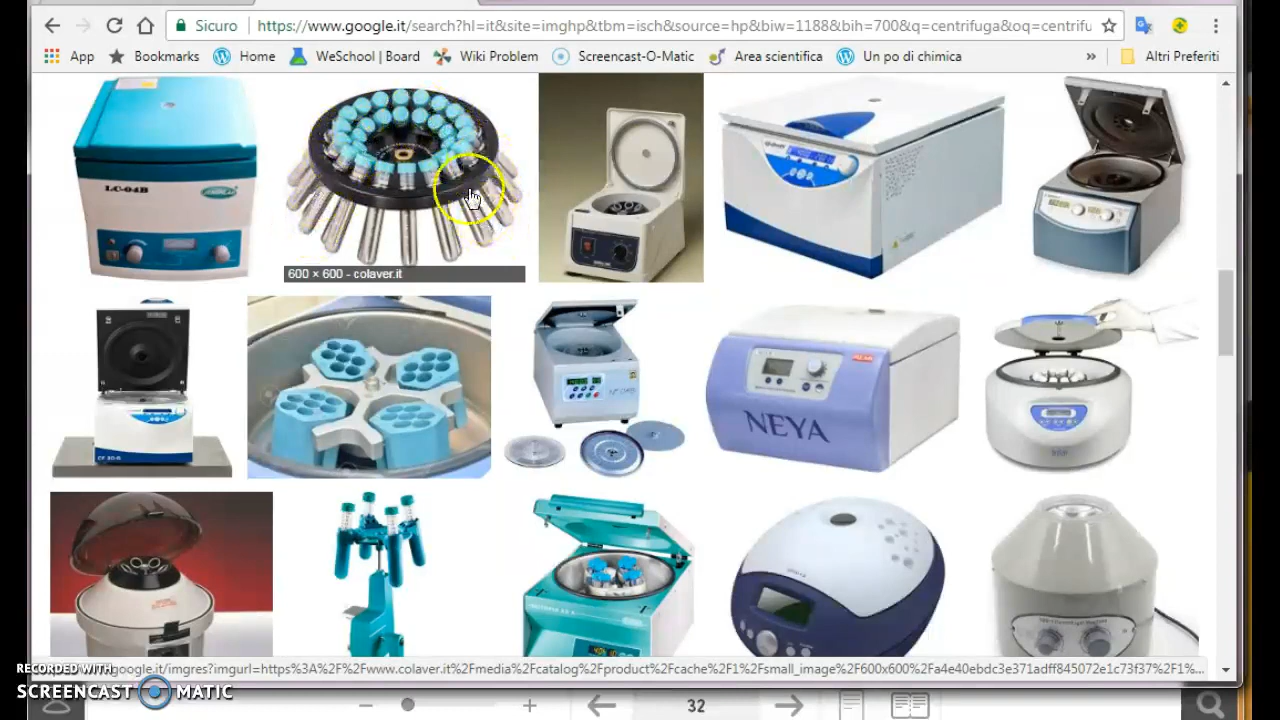 Sicuro https://www.google.it/search?hl=it&site=imghp&tbm=isch&source=hp&biw=1188&bih=700&q=centrifuga&oq=centrifu
App Bookmarks Home WeSchool | Board Wiki Problem Screencast-O-Matic Area scientifica Un po di chimica » Altri Preferiti
LC-04B
600 × 600 - colaver.it
NEYA
RECORDED WITH
SCREENCAST MATIC
google.it/imgres?imgurl=https%3A%2F%2Fwww.colaver.it%2Fmedia%2Fcatalog%2Fproduct%2Fcache%2F1%2Fsmall_image%2F600x600%2Fa4e40ebdc3e371adff845072e1c73f37%2F1%...
32